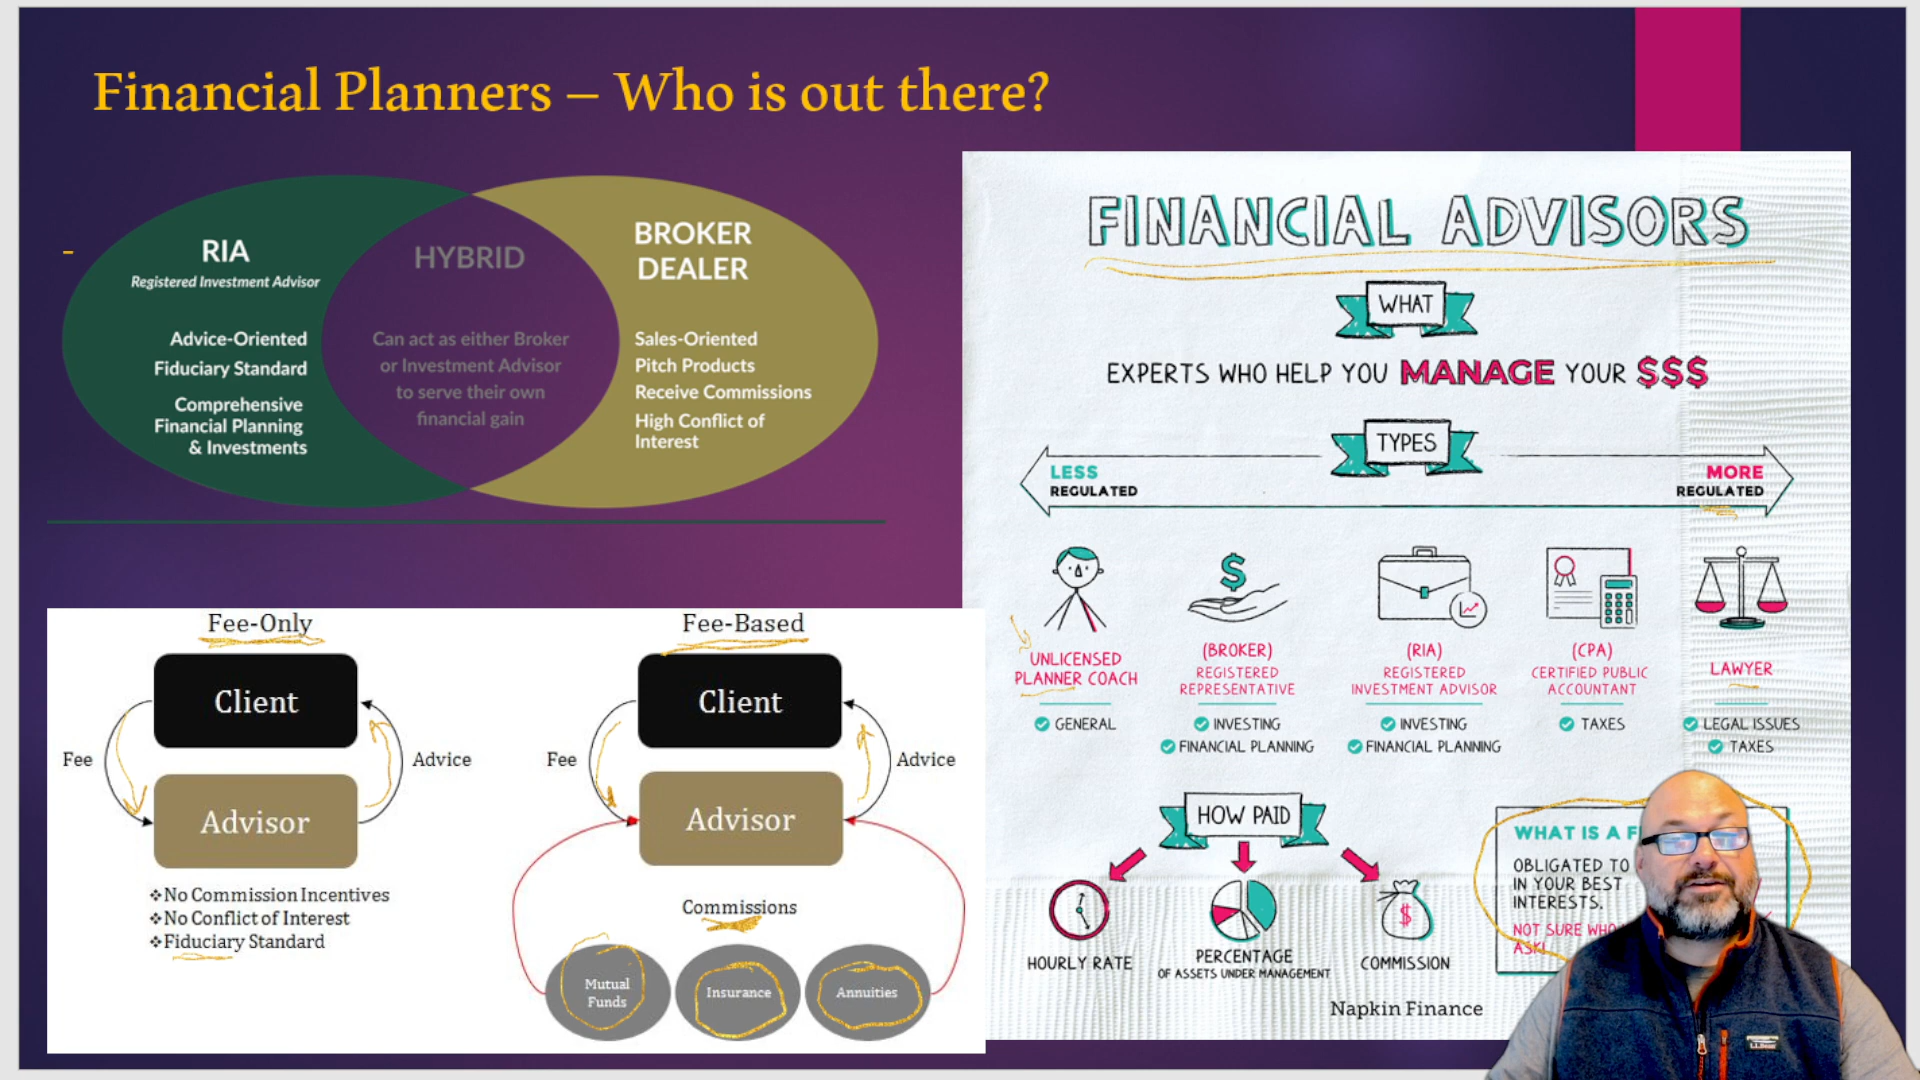 Financial Planners – Who is out there?
RIA
Registered Investment Advisor
Advice-Oriented
Fiduciary Standard
Comprehensive
Financial Planning
& Investments
HYBRID
Can act as either Broker
or Investment Advisor
to serve their own
financial gain
BROKER
DEALER
Sales-Oriented
Pitch Products
Receive Commissions
High Conflict of
Interest
Fee-Only
Client
Fee
Advice
Advisor
❖No Commission Incentives
❖No Conflict of Interest
❖Fiduciary Standard
Fee-Based
Client
Fee
Advice
Advisor
Commissions
Mutual
Funds
Insurance
Annuities
FINANCIAL ADVISORS
WHAT
EXPERTS WHO HELP YOU MANAGE YOUR $$$
TYPES
LESS
REGULATED
MORE
REGULATED
UNLICENSED
PLANNER COACH
GENERAL
(BROKER)
REGISTERED
REPRESENTATIVE
INVESTING
FINANCIAL PLANNING
(RIA)
REGISTERED
INVESTMENT ADVISOR
INVESTING
FINANCIAL PLANNING
(CPA)
CERTIFIED PUBLIC
ACCOUNTANT
TAXES
LAWYER
LEGAL ISSUES
TAXES
HOW PAID
HOURLY RATE
PERCENTAGE
OF ASSETS UNDER MANAGEMENT
COMMISSION
WHAT IS A
OBLIGATED TO
IN YOUR BEST
INTERESTS.
NOT SURE
ASK!
Napkin Finance